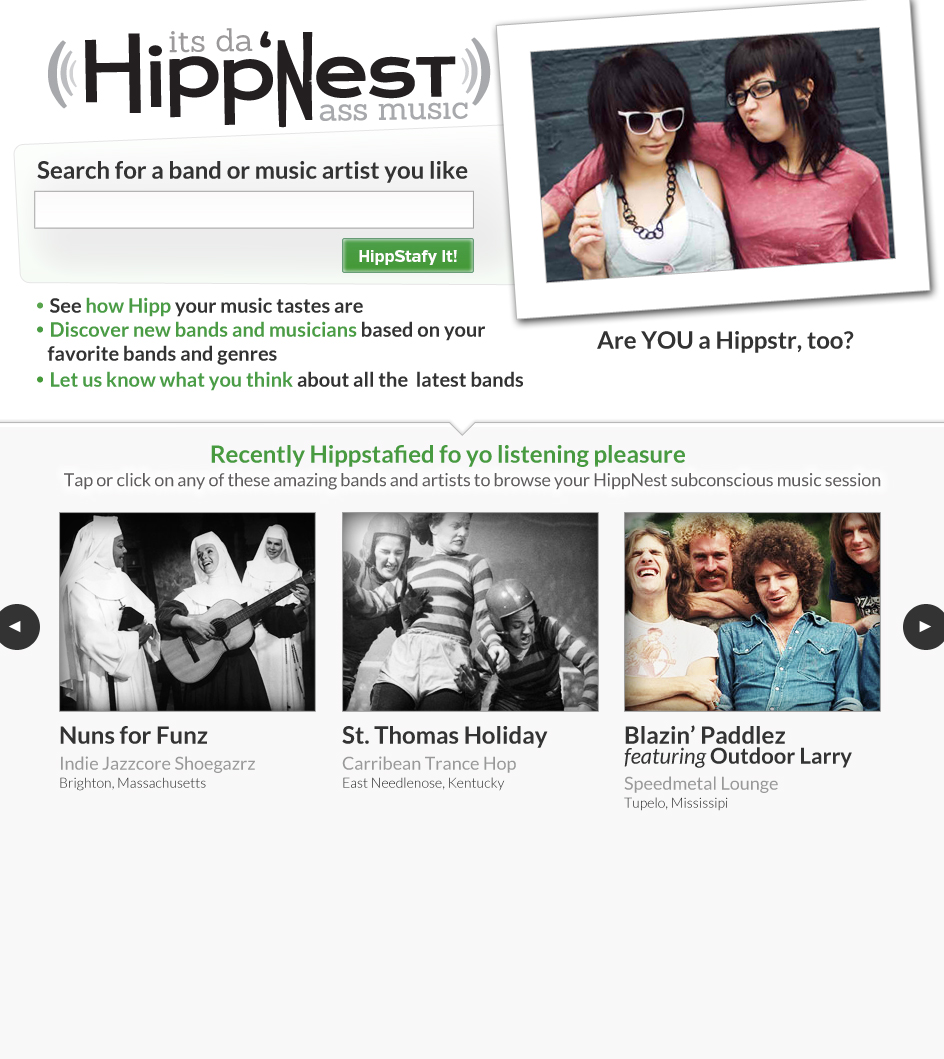 its da
'HippNest
ass music
Search for a band or music artist you like
HippStafy It!
• See how Hipp your music tastes are
• Discover new bands and musicians based on your
favorite bands and genres
• Let us know what you think about all the latest bands
Are YOU a Hippstr, too?
Recently Hippstafied fo yo listening pleasure
Tap or click on any of these amazing bands and artists to browse your HippNest subconscious music session
Nuns for Funz
Indie Jazzcore Shoegazrz
Brighton, Massachusetts
St. Thomas Holiday
Carribean Trance Hop
East Needlenose, Kentucky
Blazin' Paddlez
featuring Outdoor Larry
Speedmetal Lounge
Tupelo, Mississipi